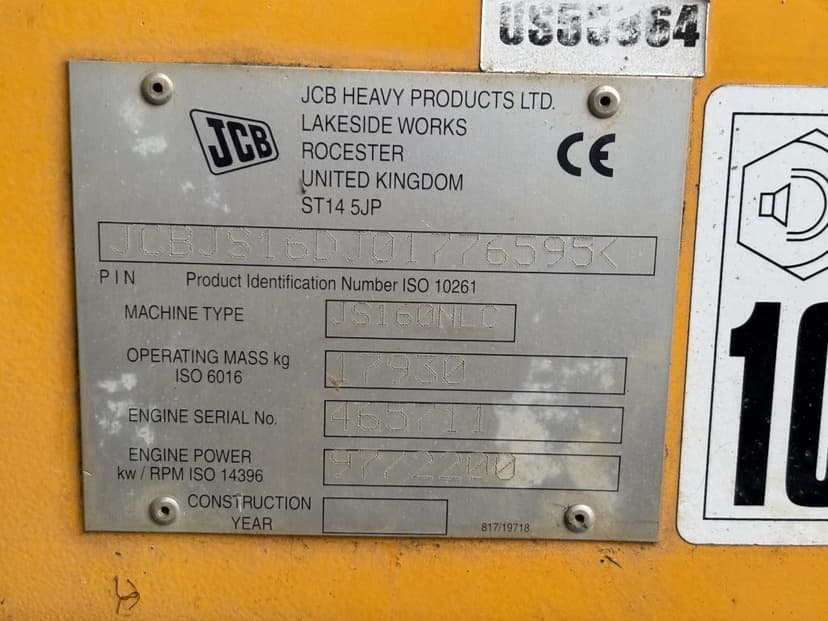 JCB HEAVY PRODUCTS LTD.
JCB
LAKESIDE WORKS
ROCESTER
CE
UNITED KINGDOM
ST14 5JP
JCBJS16DJ01776595K
PIN Product Identification Number ISO 10261
MACHINE TYPE JS160NLC
OPERATING MASS kg
ISO 6016
17930
ENGINE SERIAL No.
ENGINE POWER
kw / RPM ISO 14396
97/2200
CONSTRUCTION
YEAR
817/19718
10